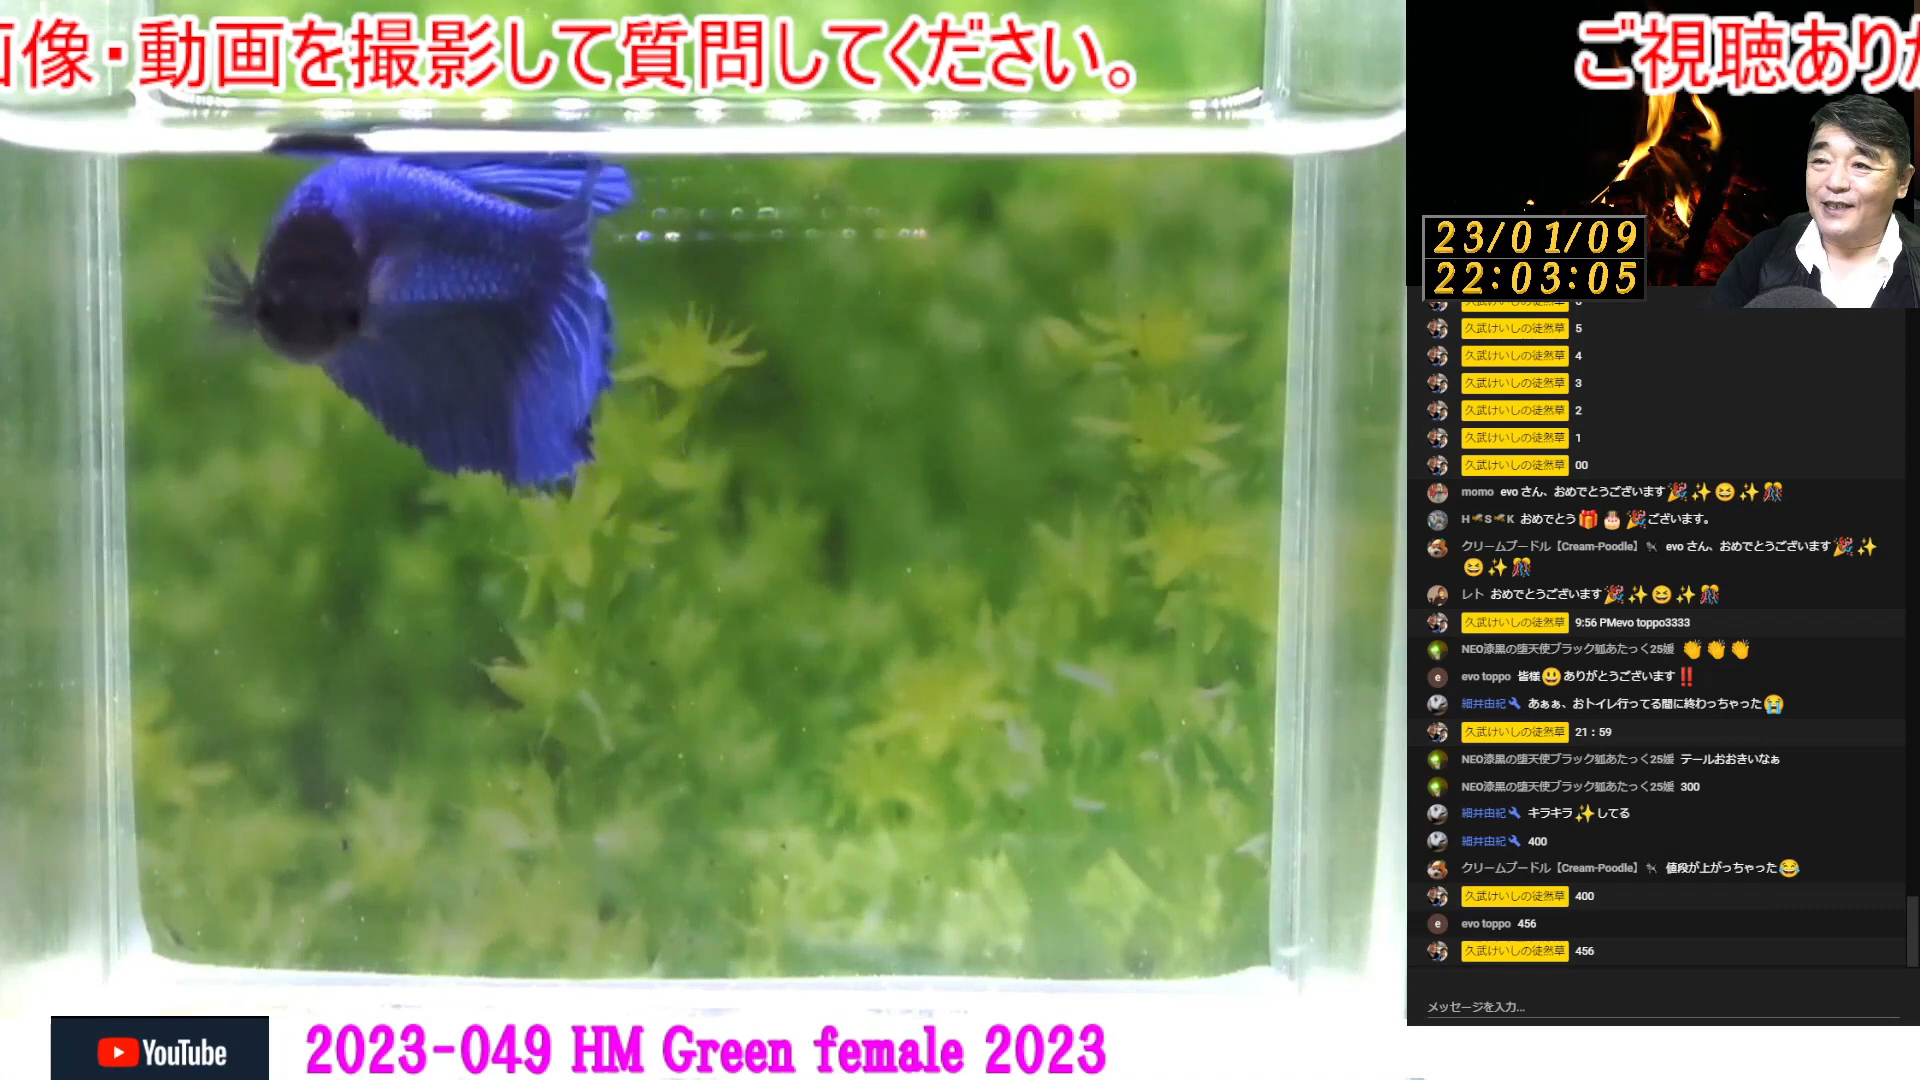 像・動画を撮影して質問してください。
ご視聴あり
23/01/09
22:03:05
久武けいしの徒然草
久武けいしの徒然草 5
久武けいしの徒然草 4
久武けいしの徒然草 3
久武けいしの徒然草 2
久武けいしの徒然草 1
久武けいしの徒然草 00
momo evo さん、おめでとうございます🎉✨😆✨🎊
H🦐S🦐K おめでとう🎁🎂🎉ございます。
クリームプードル【Cream-Poodle】🐩 evo さん、おめでとうございます🎉✨
😆✨🎊
レト おめでとうございます🎉✨😆✨🎊
久武けいしの徒然草 9:56 PMevo toppo3333
NEO漆黒の堕天使ブラック狐あたっく25媛 👏👏👏
e evo toppo 皆様😃ありがとうございます‼️
細井由紀 あぁぁ、おトイレ行ってる間に終わっちゃった😭
久武けいしの徒然草 21：59
NEO漆黒の堕天使ブラック狐あたっく25媛 テールおおきいなぁ
NEO漆黒の堕天使ブラック狐あたっく25媛 300
細井由紀 キラキラ✨してる
細井由紀 400
クリームプードル【Cream-Poodle】🐩 値段が上がっちゃった😂
久武けいしの徒然草 400
e evo toppo 456
久武けいしの徒然草 456
メッセージを入力...
YouTube
2023-049 HM Green female 2023